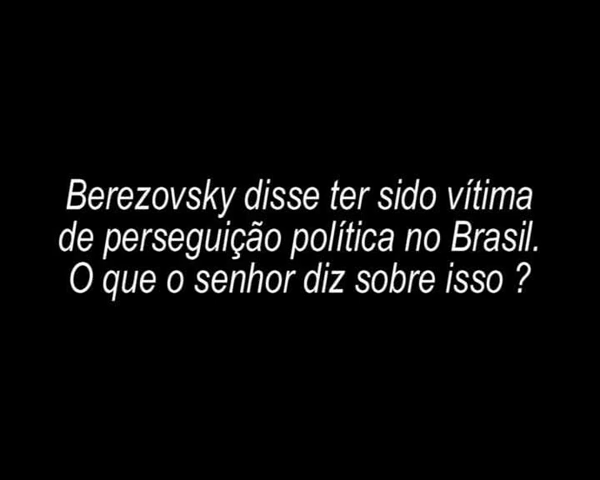 Berezovsky disse ter sido vítima
de perseguição política no Brasil.
O que o senhor diz sobre isso ?